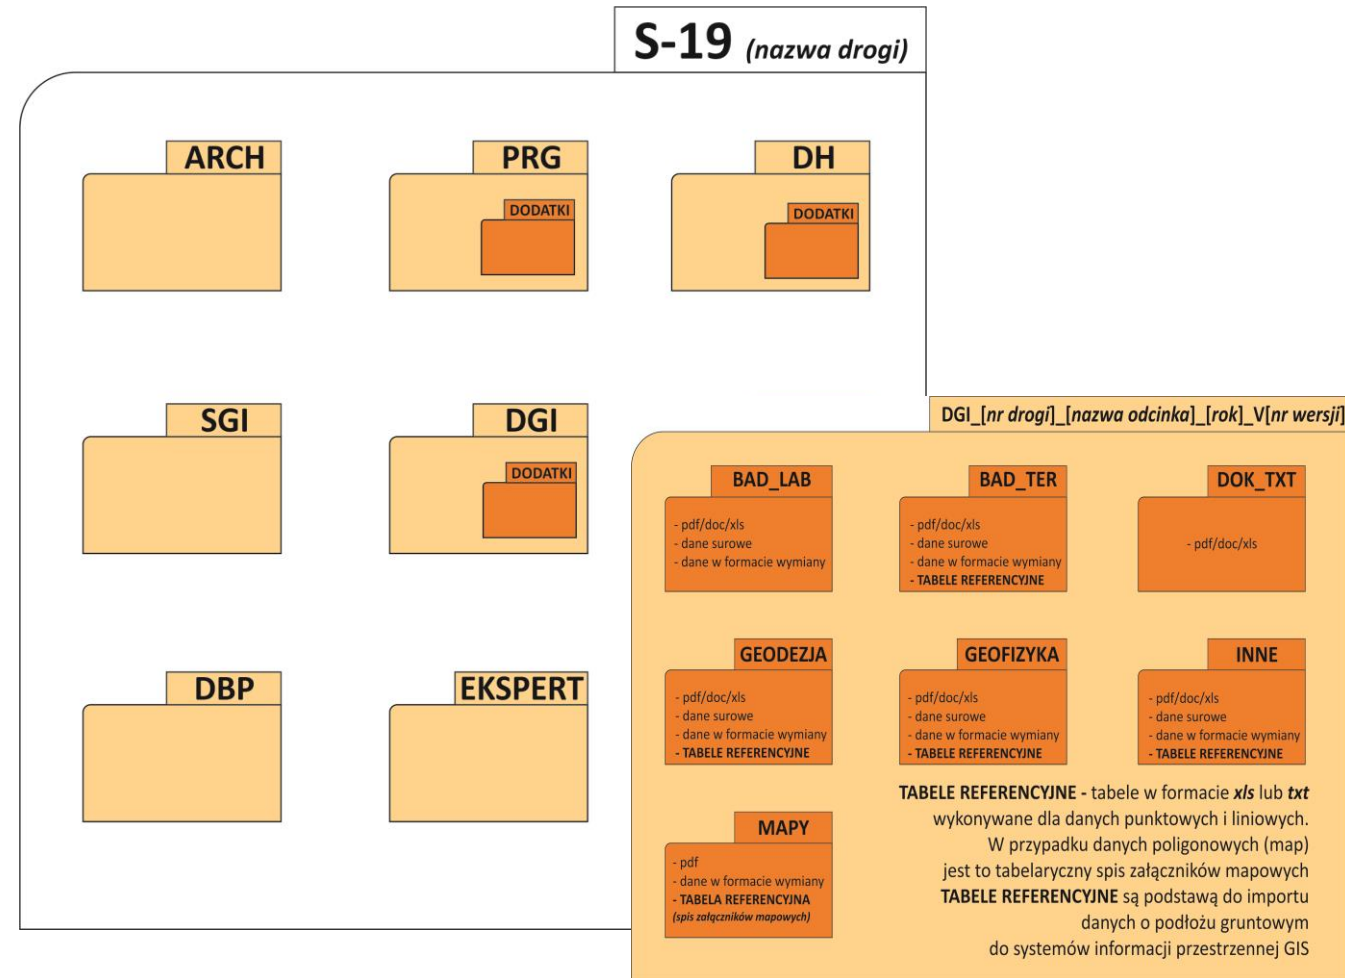 S-19 (nazwa drogi)
ARCH
PRG
DODATKI
DH
DODATKI
SGI
DGI
DODATKI
DBP
EKSPERT
DGI_[nr drogi]_[nazwa odcinka]_[rok]_V[nr wersji]
BAD_LAB
- pdf/doc/xls
- dane surowe
- dane w formacie wymiany
BAD_TER
- pdf/doc/xls
- dane surowe
- dane w formacie wymiany
- TABELE REFERENCYJNE
DOK_TXT
- pdf/doc/xls
GEODEZJA
- pdf/doc/xls
- dane surowe
- dane w formacie wymiany
- TABELE REFERENCYJNE
GEOFIZYKA
- pdf/doc/xls
- dane surowe
- dane w formacie wymiany
- TABELE REFERENCYJNE
INNE
- pdf/doc/xls
- dane surowe
- dane w formacie wymiany
- TABELE REFERENCYJNE
MAPY
- pdf
- dane w formacie wymiany
- TABELA REFERENCYJNA
(spis załączników mapowych)
TABELE REFERENCYJNE - tabele w formacie xls lub txt
wykonywane dla danych punktowych i liniowych.
W przypadku danych poligonowych (map)
jest to tabelaryczny spis załączników mapowych
TABELE REFERENCYJNE są podstawą do importu
danych o podłożu gruntowym
do systemów informacji przestrzennej GIS